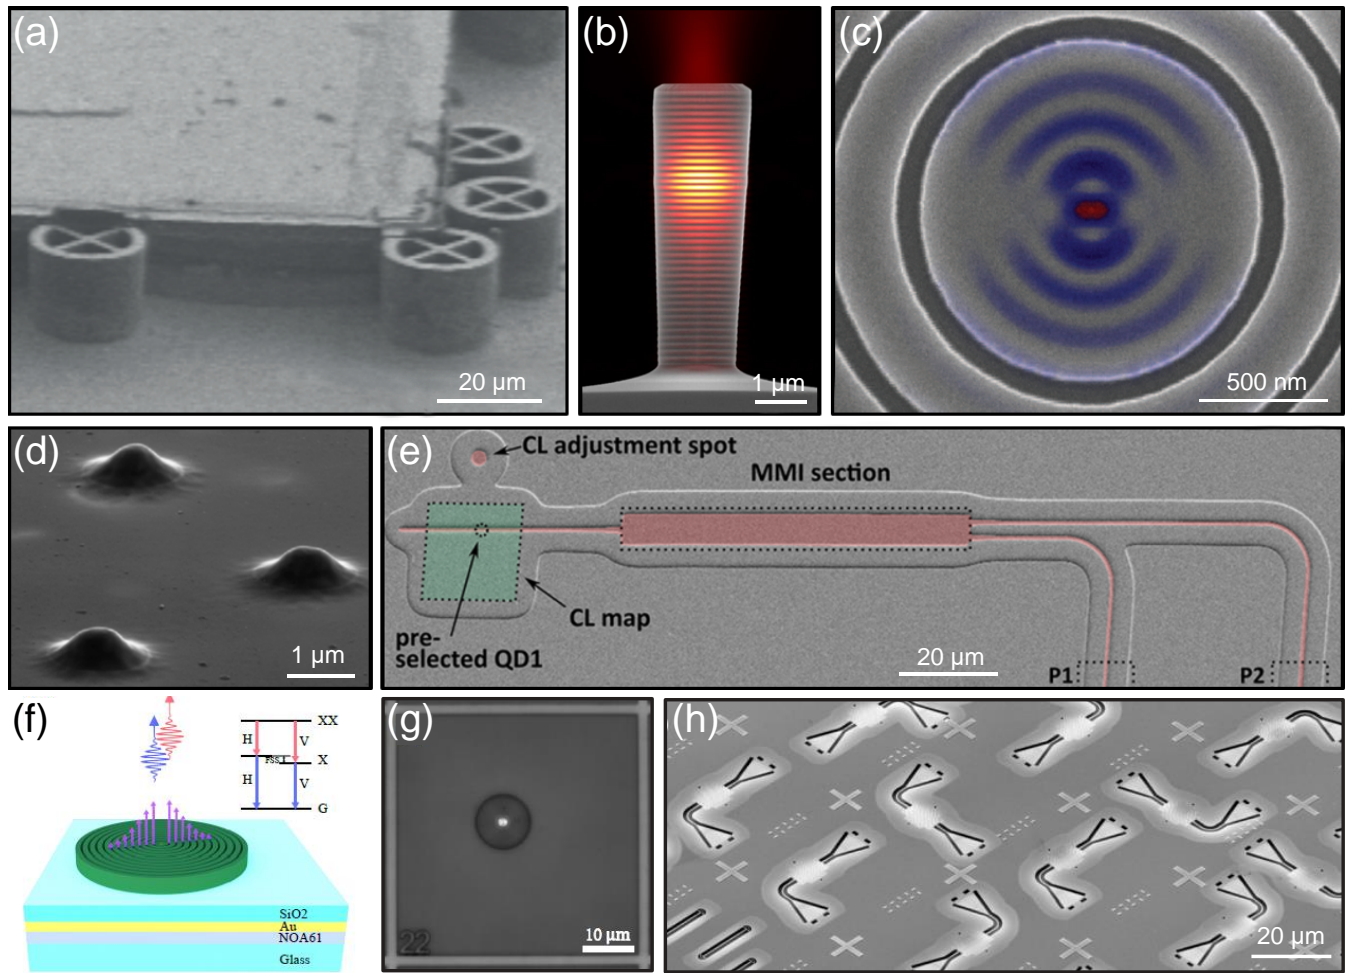 (a)
20 µm
(b)
1 µm
(c)
500 nm
(d)
1 µm
(e)
CL adjustment spot
MMI section
CL map
pre-
selected QD1
20 µm
P1
P2
(f)
XX
H
V
FSS
X
H
V
G
SiO2
Au
NOA61
Glass
(g)
22
10 µm
(h)
20 µm